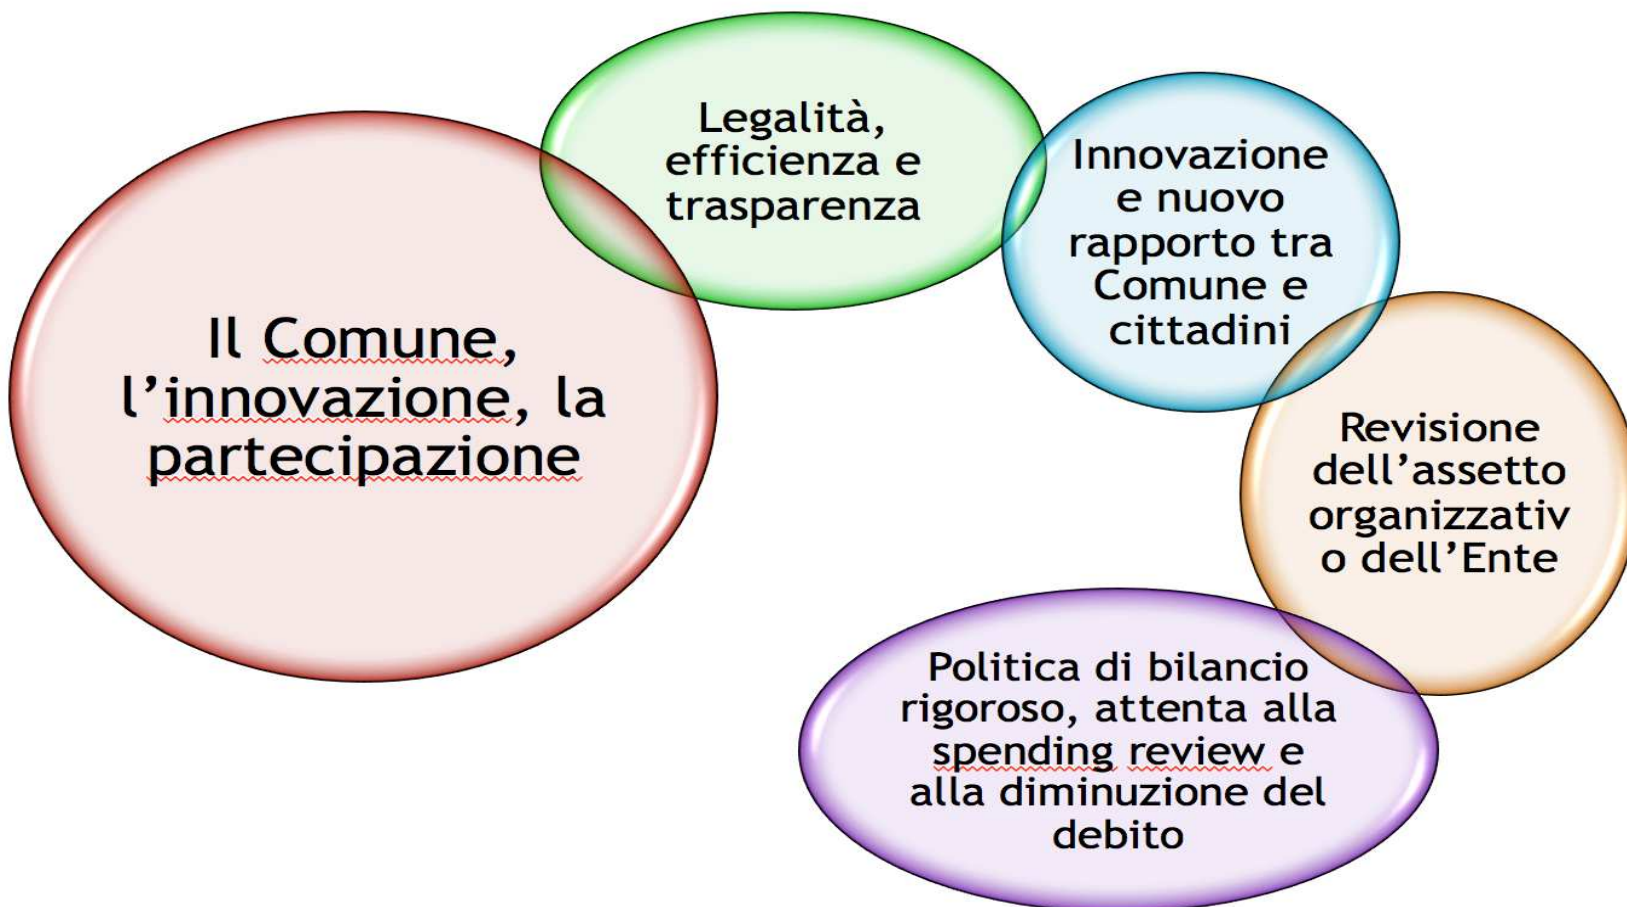 Il Comune,
l’innovazione, la
partecipazione
Legalità,
efficienza e
trasparenza
Innovazione
e nuovo
rapporto tra
Comune e
cittadini
Revisione
dell’assetto
organizzativ
o dell’Ente
Politica di bilancio
rigoroso, attenta alla
spending review e
alla diminuzione del
debito